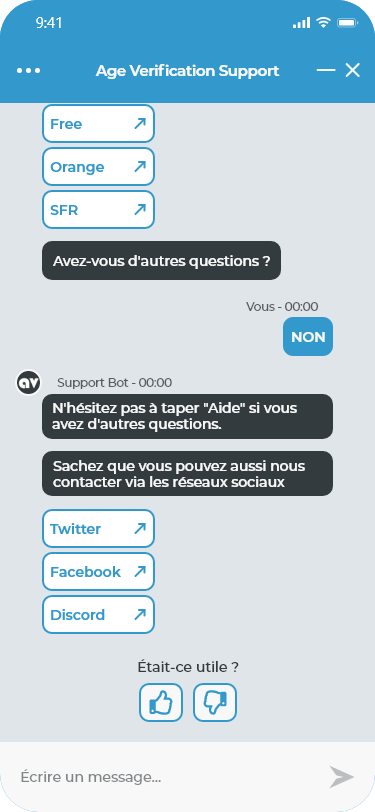 9:41
Age Verification Support
Free
Orange
SFR
Avez-vous d'autres questions ?
Vous - 00:00
NON
av
Support Bot - 00:00
N'hésitez pas à taper "Aide" si vous
avez d'autres questions.
Sachez que vous pouvez aussi nous
contacter via les réseaux sociaux
Twitter
Facebook
Discord
Était-ce utile ?
Écrire un message...